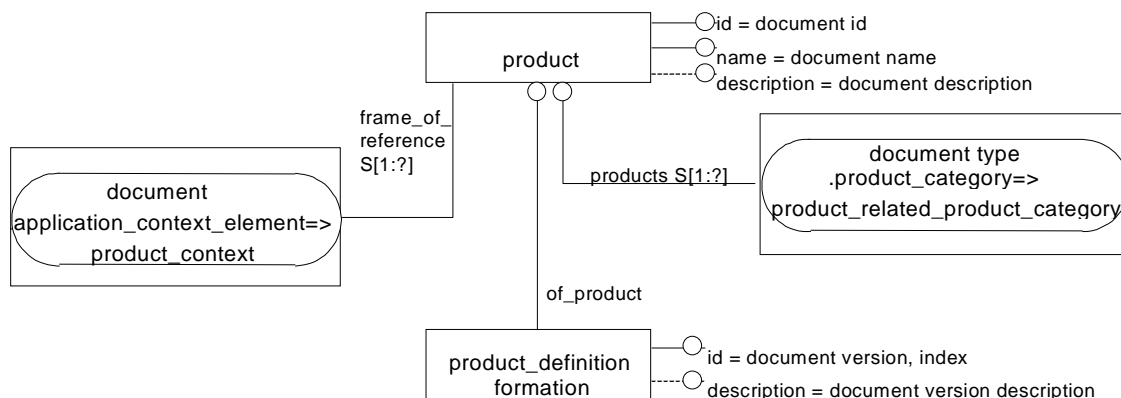 product
id = document id
name = document name
description = document description
frame_of_
reference
S[1:?]
document
application_context_element=>
product_context
products S[1:?]
document type
.product_category=>
product_related_product_category
of_product
product_definition
formation
id = document version, index
description = document version description